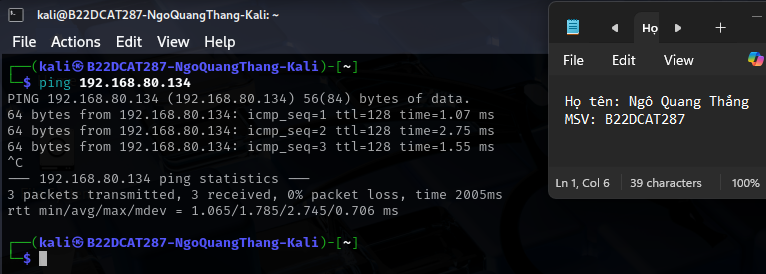 kali@B22DCAT287-NgoQuangThang-Kali: ~
File Actions Edit View Help
┌──(kali㉿B22DCAT287-NgoQuangThang-Kali)-[~]
└─$ ping 192.168.80.134
PING 192.168.80.134 (192.168.80.134) 56(84) bytes of data.
64 bytes from 192.168.80.134: icmp_seq=1 ttl=128 time=1.07 ms
64 bytes from 192.168.80.134: icmp_seq=2 ttl=128 time=2.75 ms
64 bytes from 192.168.80.134: icmp_seq=3 ttl=128 time=1.55 ms
^C
--- 192.168.80.134 ping statistics ---
3 packets transmitted, 3 received, 0% packet loss, time 2005ms
rtt min/avg/max/mdev = 1.065/1.785/2.745/0.706 ms
┌──(kali㉿B22DCAT287-NgoQuangThang-Kali)-[~]
└─$
Họ
File Edit View
Họ tên: Ngô Quang Thắng
MSV: B22DCAT287
Ln 1, Col 6 39 characters 100%